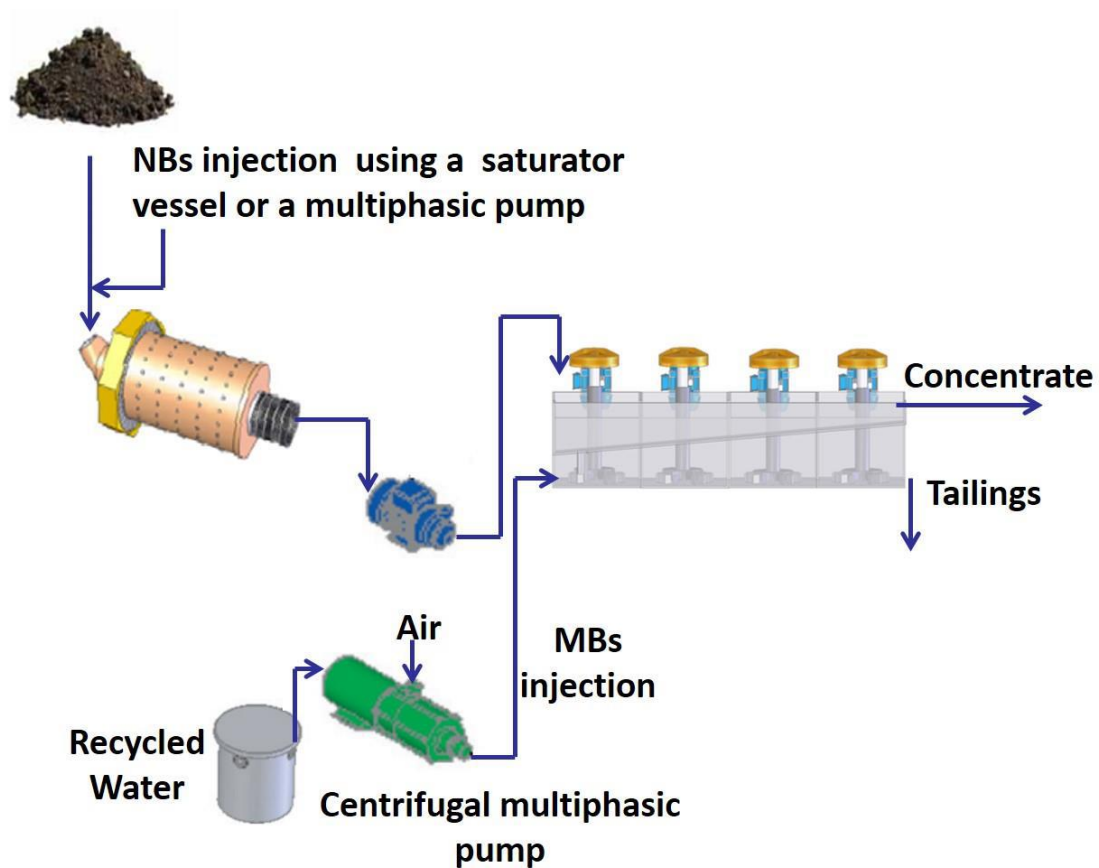 NBs injection using a saturator
vessel or a multiphasic pump
Concentrate
Tailings
Air
MBs
injection
Recycled
Water
Centrifugal multiphasic
pump